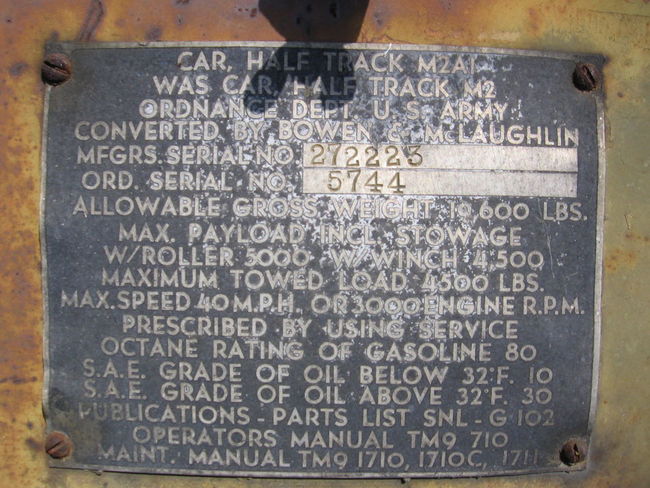 CAR, HALF TRACK M2A1
WAS CAR, HALF TRACK M2
ORDNANCE DEPT. U. S. ARMY
CONVERTED BY BOWEN & McLAUGHLIN
MFGRS. SERIAL NO. 272223
ORD. SERIAL NO. 5744
ALLOWABLE GROSS WEIGHT 19,600 LBS.
MAX. PAYLOAD INCL. STOWAGE
W/ROLLER 5000 W/WINCH 4,500
MAXIMUM TOWED LOAD 4500 LBS.
MAX. SPEED 40 M.P.H. OR 3000 ENGINE R.P.M.
PRESCRIBED BY USING SERVICE
OCTANE RATING OF GASOLINE 80
S.A.E. GRADE OF OIL BELOW 32°F. 10
S.A.E. GRADE OF OIL ABOVE 32°F. 30
PUBLICATIONS - PARTS LIST SNL - G 102
OPERATORS MANUAL TM9 710
MAINT. MANUAL TM9 1710, 1710C, 1711